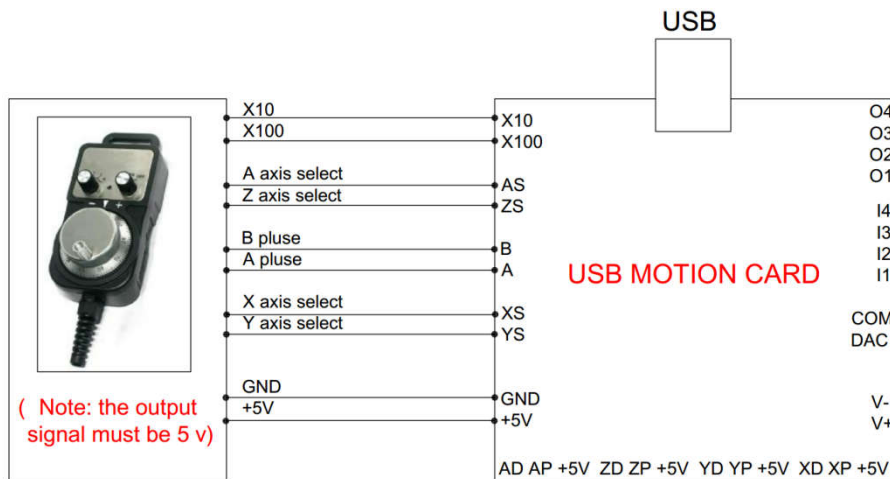 USB
X10
X100
A axis select
Z axis select
B pluse
A pluse
X axis select
Y axis select
GND
+5V
( Note: the output
signal must be 5 v)
X10
X100
AS
ZS
B
A
XS
YS
GND
+5V
USB MOTION CARD
O4
O3
O2
O1
I4
I3
I2
I1
COM
DAC
V-
V+
AD AP +5V ZD ZP +5V YD YP +5V XD XP +5V